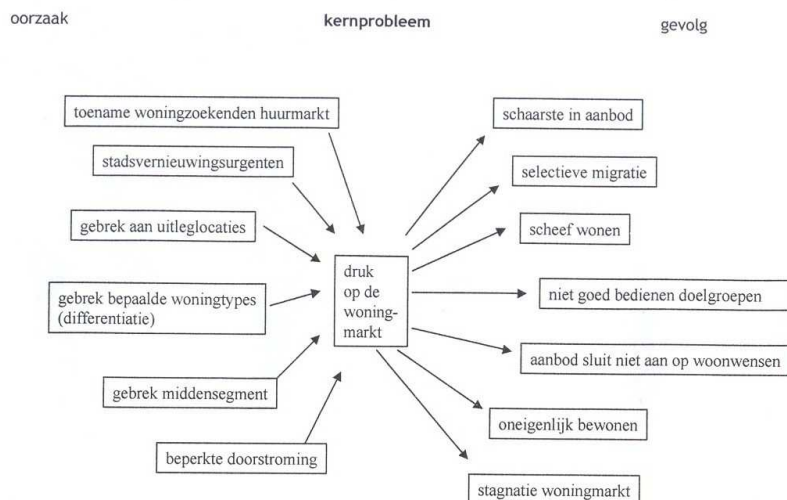 oorzaak
kernprobleem
gevolg
toename woningzoekenden huurmarkt
stadsvernieuwingsurgenten
gebrek aan uitleglocaties
gebrek bepaalde woningtypes
(differentiatie)
gebrek middensegment
beperkte doorstroming
druk
op de
woning-
markt
schaarste in aanbod
selectieve migratie
scheef wonen
niet goed bedienen doelgroepen
aanbod sluit niet aan op woonwensen
oneigenlijk bewonen
stagnatie woningmarkt